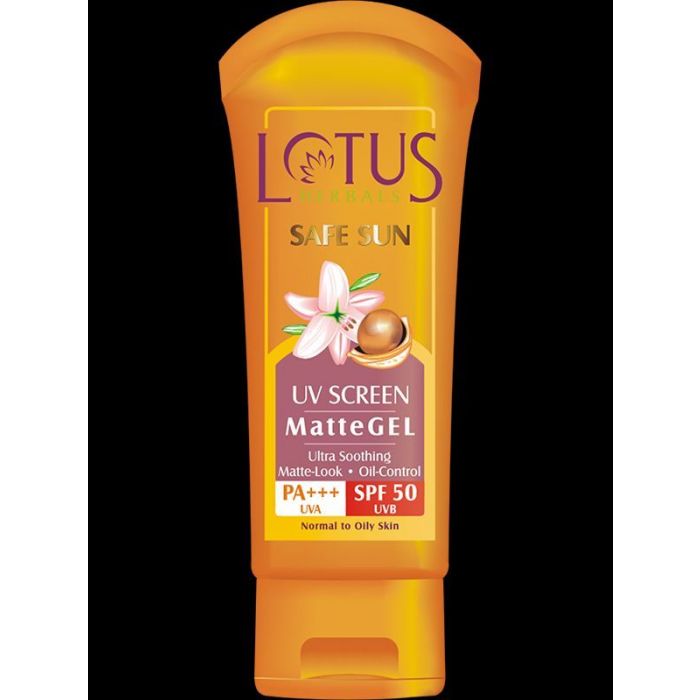 LOTUS
HERBALS
SAFE SUN
UV SCREEN
MatteGEL
Ultra Soothing
Matte-Look • Oil-Control
PA+++ SPF 50
UVA UVB
Normal to Oily Skin